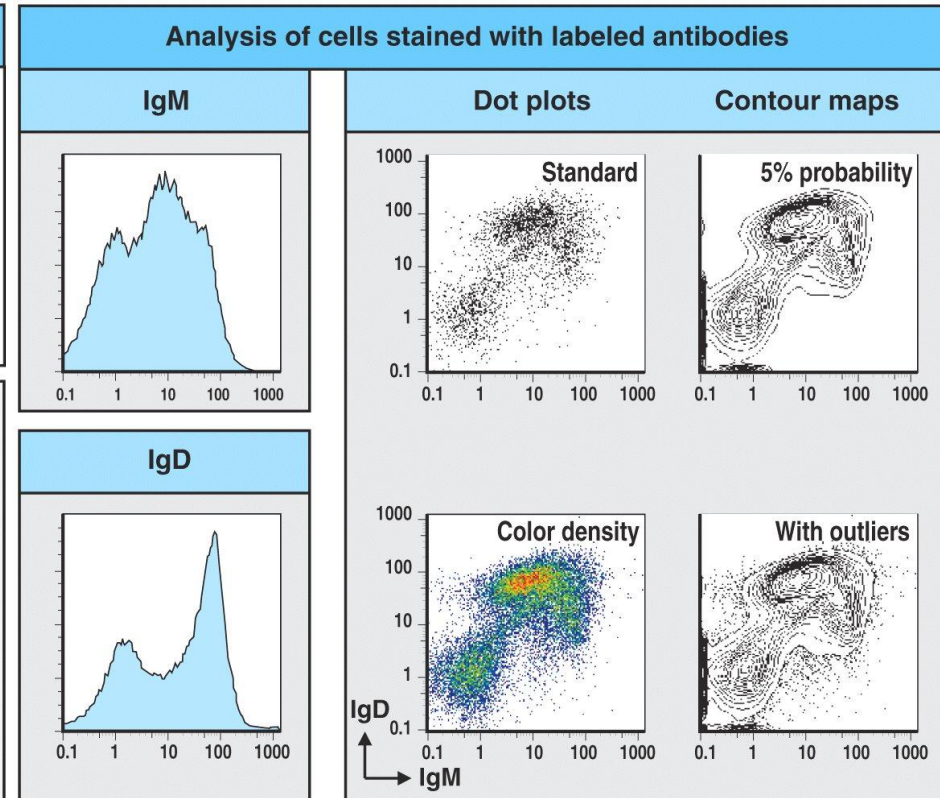 Analysis of cells stained with labeled antibodies
IgM
Dot plots
Contour maps
0.1 1 10 100 1000
1000
100
10
1
0.1
Standard
0.1 1 10 100 1000
5% probability
0.1 1 10 100 1000
IgD
0.1 1 10 100 1000
1000
100
10
1
0.1
Color density
0.1 1 10 100 1000
With outliers
0.1 1 10 100 1000
IgD
IgM